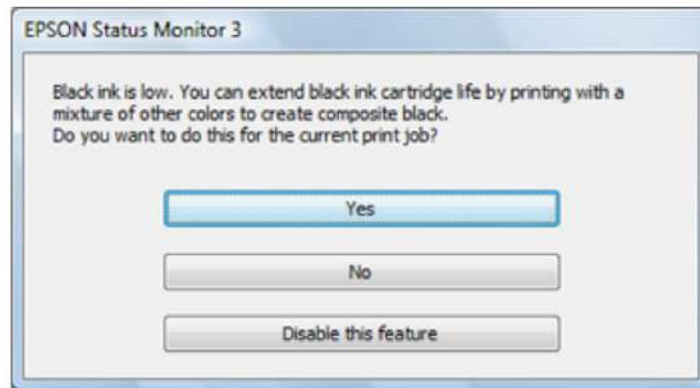 EPSON Status Monitor 3
Black ink is low. You can extend black ink cartridge life by printing with a
mixture of other colors to create composite black.
Do you want to do this for the current print job?
Yes
No
Disable this feature